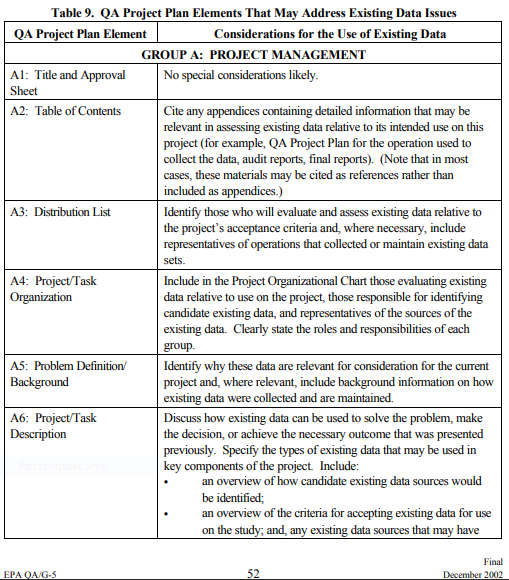 Table 9. QA Project Plan Elements That May Address Existing Data Issues
QA Project Plan Element
Considerations for the Use of Existing Data
GROUP A: PROJECT MANAGEMENT
A1: Title and Approval
Sheet
No special considerations likely.
A2: Table of Contents
Cite any appendices containing detailed information that may be
relevant in assessing existing data relative to its intended use on this
project (for example, QA Project Plan for the operation used to
collect the data, audit reports, final reports). (Note that in most
cases, these materials may be cited as references rather than
included as appendices.)
A3: Distribution List
Identify those who will evaluate and assess existing data relative to
the project's acceptance criteria and, where necessary, include
representatives of operations that collected or maintain existing data
sets.
A4: Project/Task
Organization
Include in the Project Organizational Chart those evaluating existing
data relative to use on the project, those responsible for identifying
candidate existing data, and representatives of the sources of the
existing data. Clearly state the roles and responsibilities of each
group.
A5: Problem Definition/
Background
Identify why these data are relevant for consideration for the current
project and, where relevant, include background information on how
existing data were collected and are maintained.
A6: Project/Task
Description
Discuss how existing data can be used to solve the problem, make
the decision, or achieve the necessary outcome that was presented
previously. Specify the types of existing data that may be used in
key components of the project. Include:
• an overview of how candidate existing data sources would
be identified;
• an overview of the criteria for accepting existing data for use
on the study; and, any existing data sources that may have
Rectangular Snip
Final
EPA QA/G-5
52
December 2002